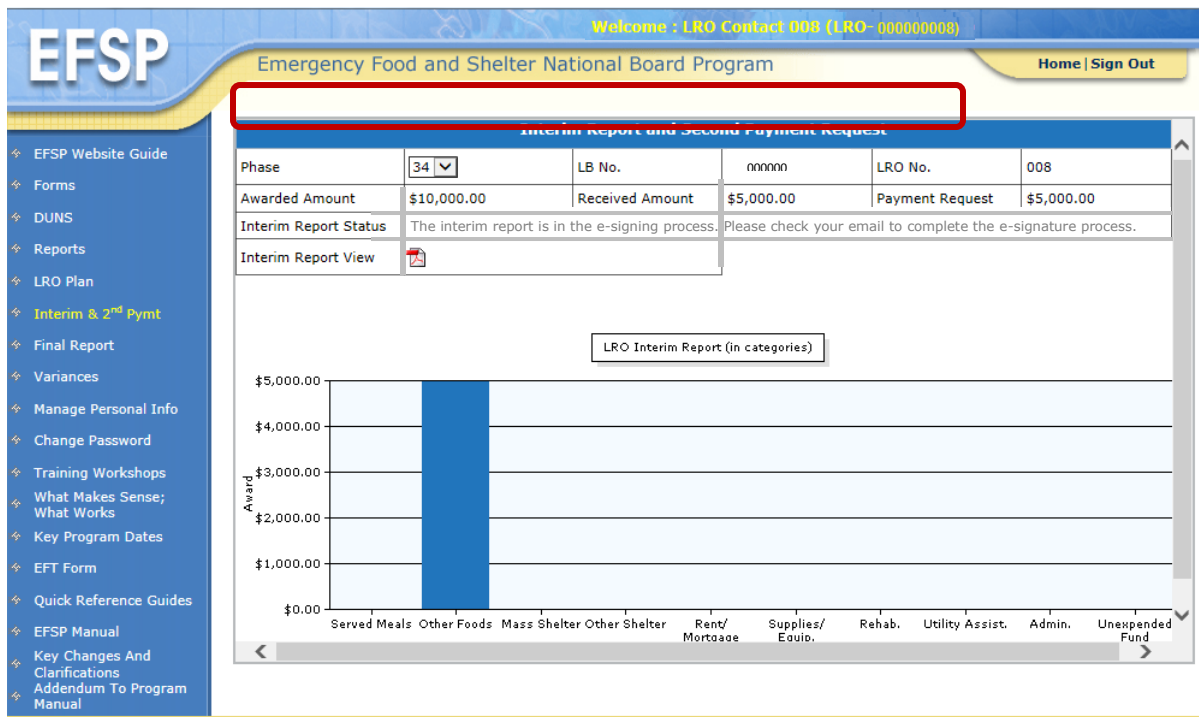 Welcome : LRO Contact 008 (LRO- 000000008)
EFSP
Emergency Food and Shelter National Board Program
Home | Sign Out
Interim Report and Second Payment Request
EFSP Website Guide
Forms
DUNS
Reports
LRO Plan
Interim & 2nd Pymt
Final Report
Variances
Manage Personal Info
Change Password
Training Workshops
What Makes Sense;
What Works
Key Program Dates
EFT Form
Quick Reference Guides
EFSP Manual
Key Changes And
Clarifications
Addendum To Program
Manual
Phase 34 LB No. 000000 LRO No. 008
Awarded Amount $10,000.00 Received Amount $5,000.00 Payment Request $5,000.00
Interim Report Status The interim report is in the e-signing process. Please check your email to complete the e-signature process.
Interim Report View
LRO Interim Report (in categories)
Award
$5,000.00
$4,000.00
$3,000.00
$2,000.00
$1,000.00
$0.00
Served Meals Other Foods Mass Shelter Other Shelter Rent/ Supplies/ Rehab. Utility Assist. Admin. Unexpended
Mortgage Equip. Fund